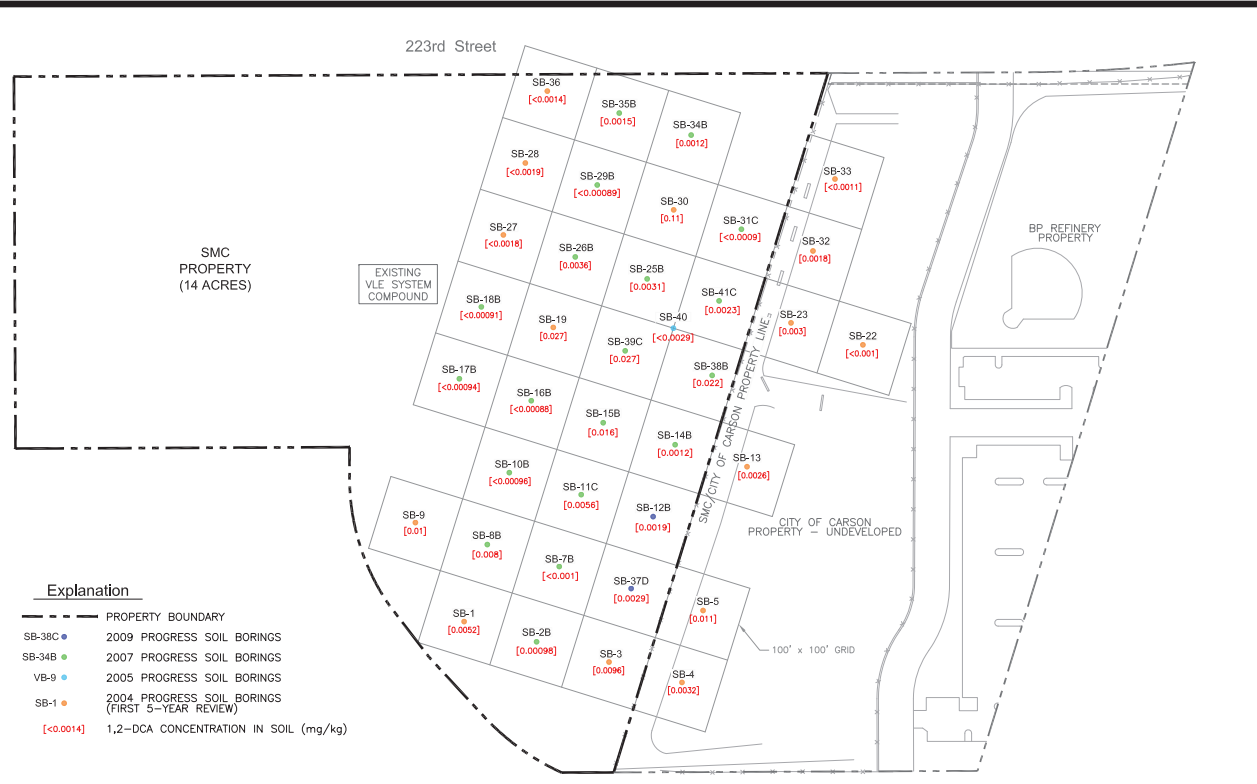 223rd Street
SB-36
[<0.0014]
SB-35B
[0.0015]
SB-34B
[0.0012]
SB-28
[<0.0019]
SB-29B
[<0.00089]
SB-30
[0.11]
SB-31C
[<0.0009]
SB-33
[<0.0011]
SB-27
[<0.0018]
SB-26B
[0.0036]
SB-25B
[0.0031]
SB-41C
[0.0023]
SB-32
[0.0018]
SB-18B
[<0.00091]
SB-19
[0.027]
SB-39C
[0.027]
SB-40
[<0.0029]
SB-38B
[0.022]
SB-23
[0.003]
SB-22
[<0.001]
SB-17B
[<0.00094]
SB-16B
[<0.00088]
SB-15B
[0.016]
SB-14B
[0.0012]
SB-13
[0.0026]
SB-10B
[<0.00096]
SB-11C
[0.0056]
SB-12B
[0.0019]
SB-9
[0.01]
SB-8B
[0.008]
SB-7B
[<0.001]
SB-37D
[0.0029]
SB-5
[0.011]
SB-1
[0.0052]
SB-2B
[0.00098]
SB-3
[0.0096]
SB-4
[0.0032]
SMC
PROPERTY
(14 ACRES)
EXISTING
VLE SYSTEM
COMPOUND
SMC/CITY OF CARSON PROPERTY LINE
BP REFINERY
PROPERTY
CITY OF CARSON
PROPERTY – UNDEVELOPED
100' x 100' GRID
Explanation
PROPERTY BOUNDARY
SB-38C 2009 PROGRESS SOIL BORINGS
SB-34B 2007 PROGRESS SOIL BORINGS
VB-9 2005 PROGRESS SOIL BORINGS
SB-1 2004 PROGRESS SOIL BORINGS
(FIRST 5-YEAR REVIEW)
[<0.0014] 1,2-DCA CONCENTRATION IN SOIL (mg/kg)